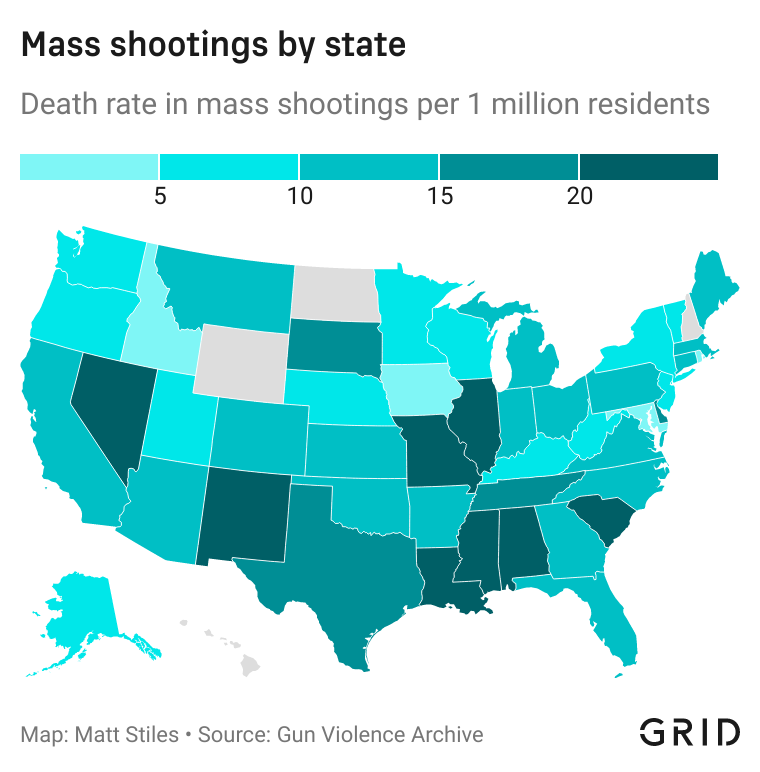 Mass shootings by state
Death rate in mass shootings per 1 million residents
5 10 15 20
Map: Matt Stiles • Source: Gun Violence Archive
GRID